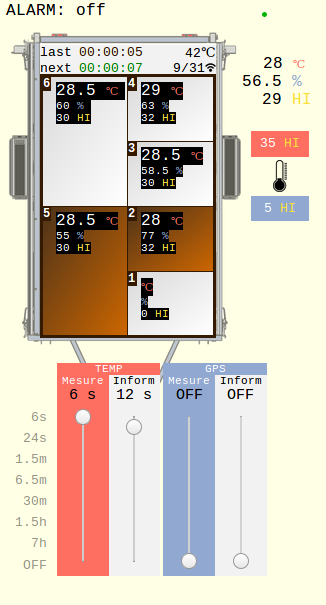 ALARM: off
last 00:00:05 42℃
next 00:00:07 9/31
6 28.5 ℃
60 %
30 HI
4 29 ℃
63 %
32 HI
3 28.5 ℃
58.5 %
30 HI
5 28.5 ℃
55 %
30 HI
2 28 ℃
77 %
32 HI
1 ℃
%
0 HI
28 ℃
56.5 %
29 HI
35 HI
5 HI
TEMP GPS
Mesure Inform Mesure Inform
6 s 12 s OFF OFF
6s
24s
1.5m
6.5m
30m
1.5h
7h
OFF